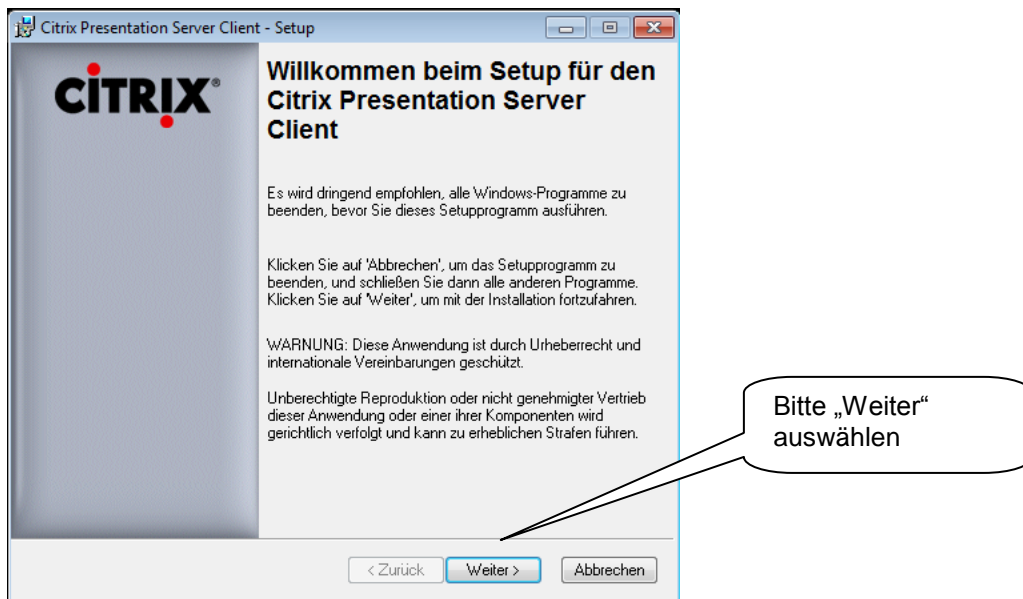 Citrix Presentation Server Client - Setup
CİTRIX®
Willkommen beim Setup für den
Citrix Presentation Server
Client
Es wird dringend empfohlen, alle Windows-Programme zu
beenden, bevor Sie dieses Setupprogramm ausführen.
Klicken Sie auf 'Abbrechen', um das Setupprogramm zu
beenden, und schließen Sie dann alle anderen Programme.
Klicken Sie auf 'Weiter', um mit der Installation fortzufahren.
WARNUNG: Diese Anwendung ist durch Urheberrecht und
internationale Vereinbarungen geschützt.
Unberechtigte Reproduktion oder nicht genehmigter Vertrieb
dieser Anwendung oder einer ihrer Komponenten wird
gerichtlich verfolgt und kann zu erheblichen Strafen führen.
Bitte „Weiter“
auswählen
< Zurück Weiter > Abbrechen